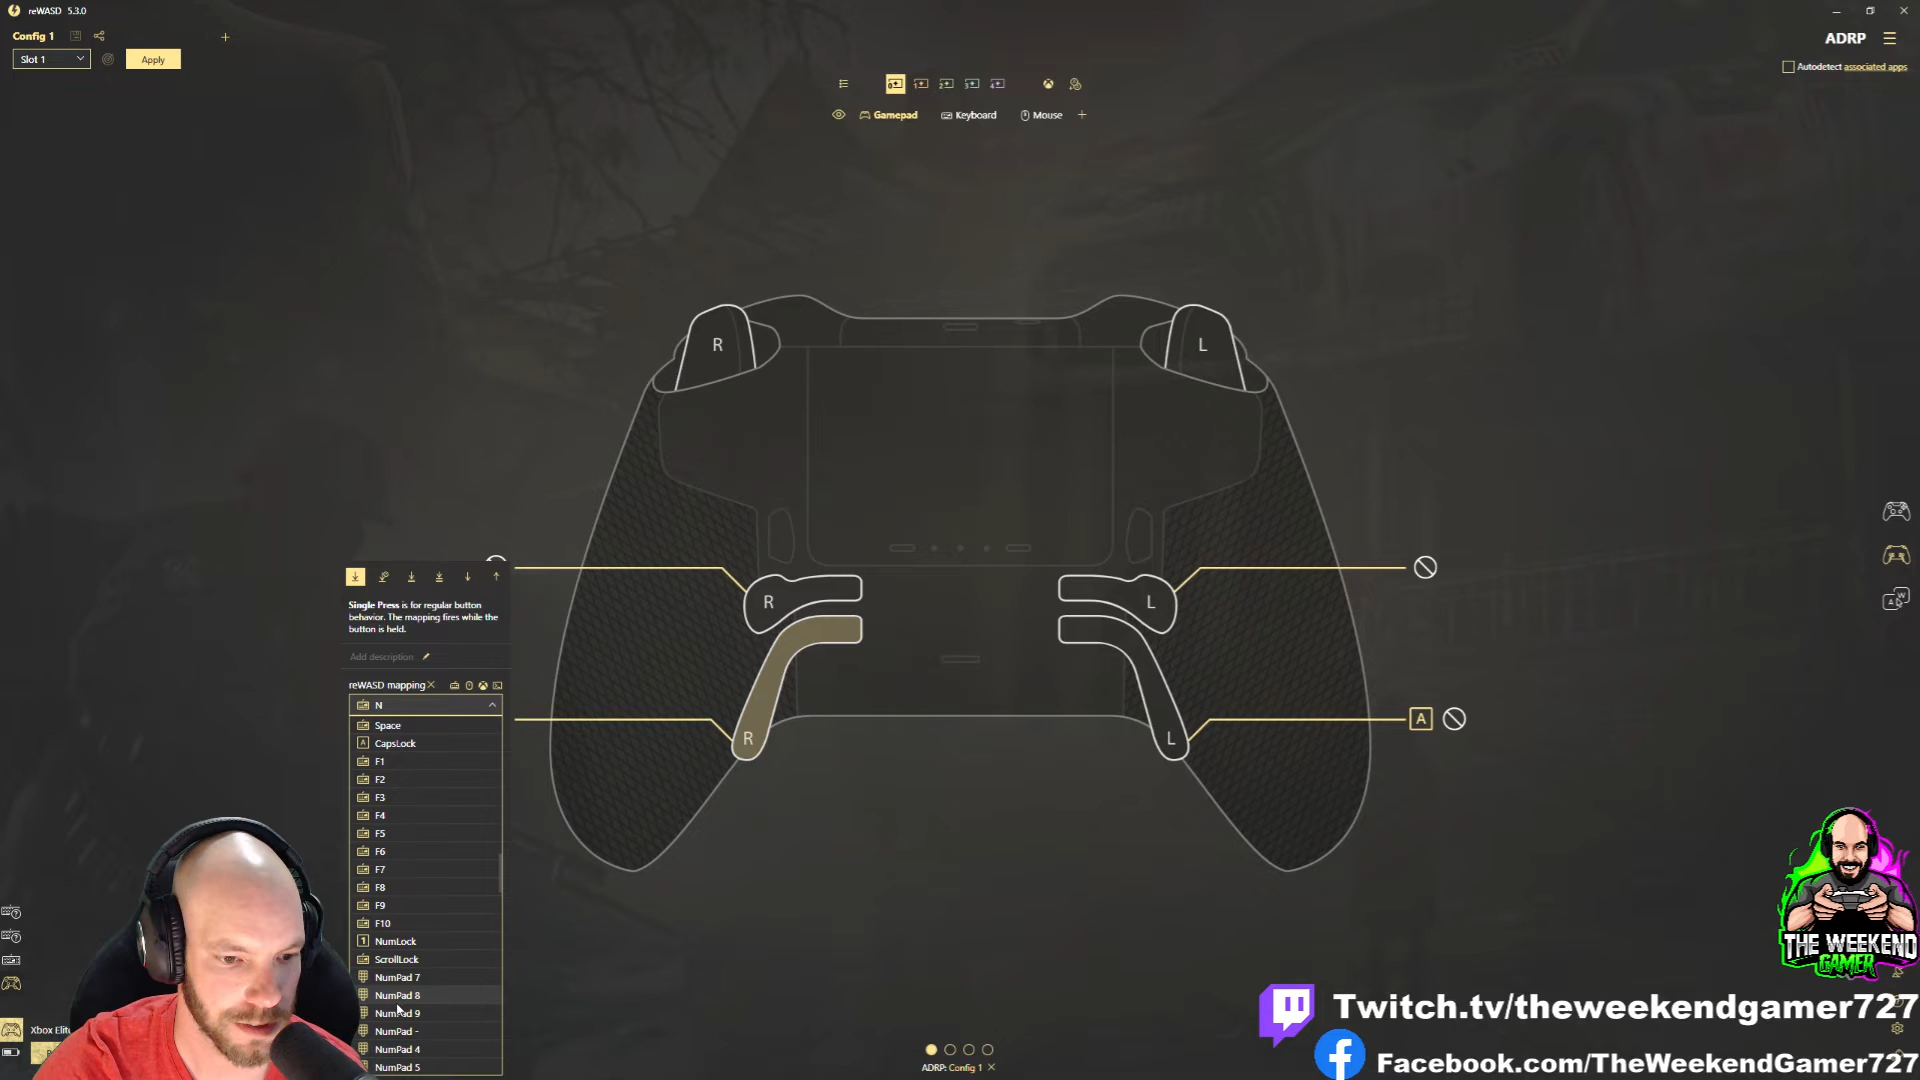 reWASD 5.3.0
Config 1
ADRP
Slot 1
Apply
Autodetect associated apps
Gamepad
Keyboard
Mouse
R
L
Single Press is for regular button
behavior. The mapping fires while the
button is held.
R
L
Add description
reWASD mapping
N
Space
A
R
L
A
CapsLock
F1
F2
F3
F4
F5
F6
F7
F8
F9
F10
1
NumLock
ScrollLock
NumPad 7
NumPad 8
NumPad 9
NumPad -
NumPad 4
NumPad 5
Xbox Elit
THE WEEKEND
GAMER
Twitch.tv/theweekendgamer727
Facebook.com/TheWeekendGamer727
ADRP: Config 1